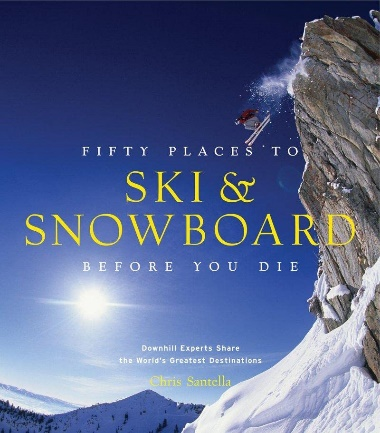 FIFTY PLACES TO
SKI &
SNOWBOARD
BEFORE YOU DIE
Downhill Experts Share
the World's Greatest Destinations
Chris Santella